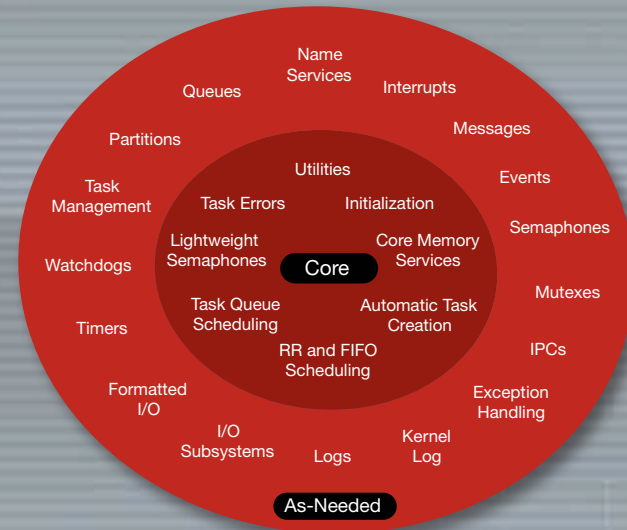 Name
Services
Queues
Interrupts
Partitions
Messages
Utilities
Events
Task
Management
Task Errors
Initialization
Semaphones
Lightweight
Semaphones
Core Memory
Services
Core
Watchdogs
Mutexes
Task Queue
Scheduling
Automatic Task
Creation
Timers
RR and FIFO
Scheduling
IPCs
Formatted
I/O
Exception
Handling
I/O
Subsystems
Logs
Kernel
Log
As-Needed